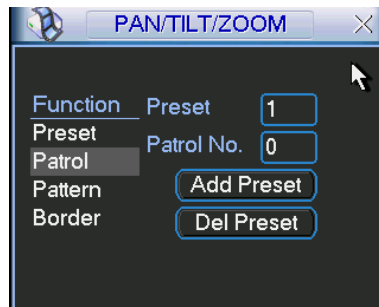 PAN/TILT/ZOOM
Function Preset 1
Preset
Patrol No. 0
Patrol
Pattern Add Preset
Border Del Preset